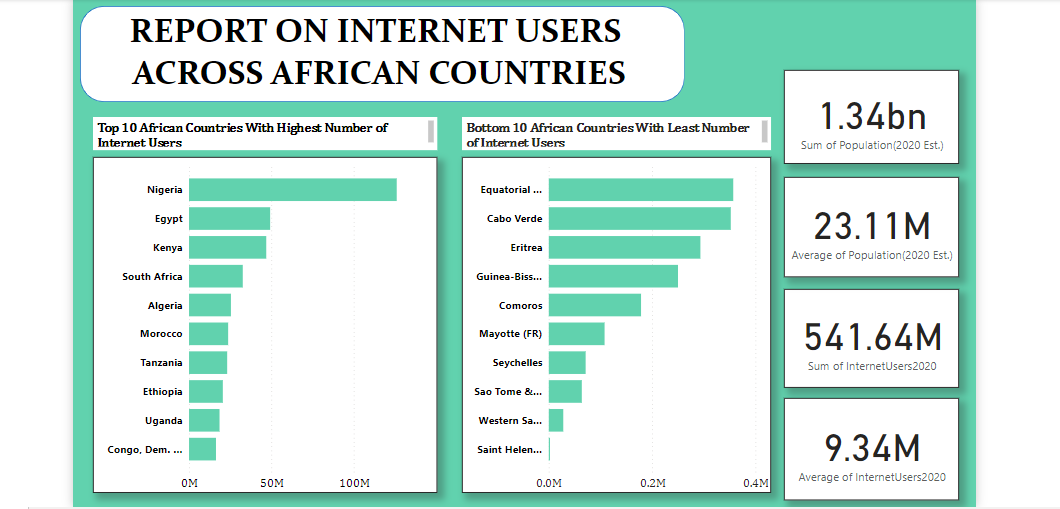 REPORT ON INTERNET USERS
ACROSS AFRICAN COUNTRIES
Top 10 African Countries With Highest Number of
Internet Users
Nigeria
Egypt
Kenya
South Africa
Algeria
Morocco
Tanzania
Ethiopia
Uganda
Congo, Dem. ...
0M 50M 100M
Bottom 10 African Countries With Least Number
of Internet Users
Equatorial ...
Cabo Verde
Eritrea
Guinea-Biss...
Comoros
Mayotte (FR)
Seychelles
Sao Tome &...
Western Sa...
Saint Helen...
0.0M 0.2M 0.4M
1.34bn
Sum of Population(2020 Est.)
23.11M
Average of Population(2020 Est.)
541.64M
Sum of InternetUsers2020
9.34M
Average of InternetUsers2020